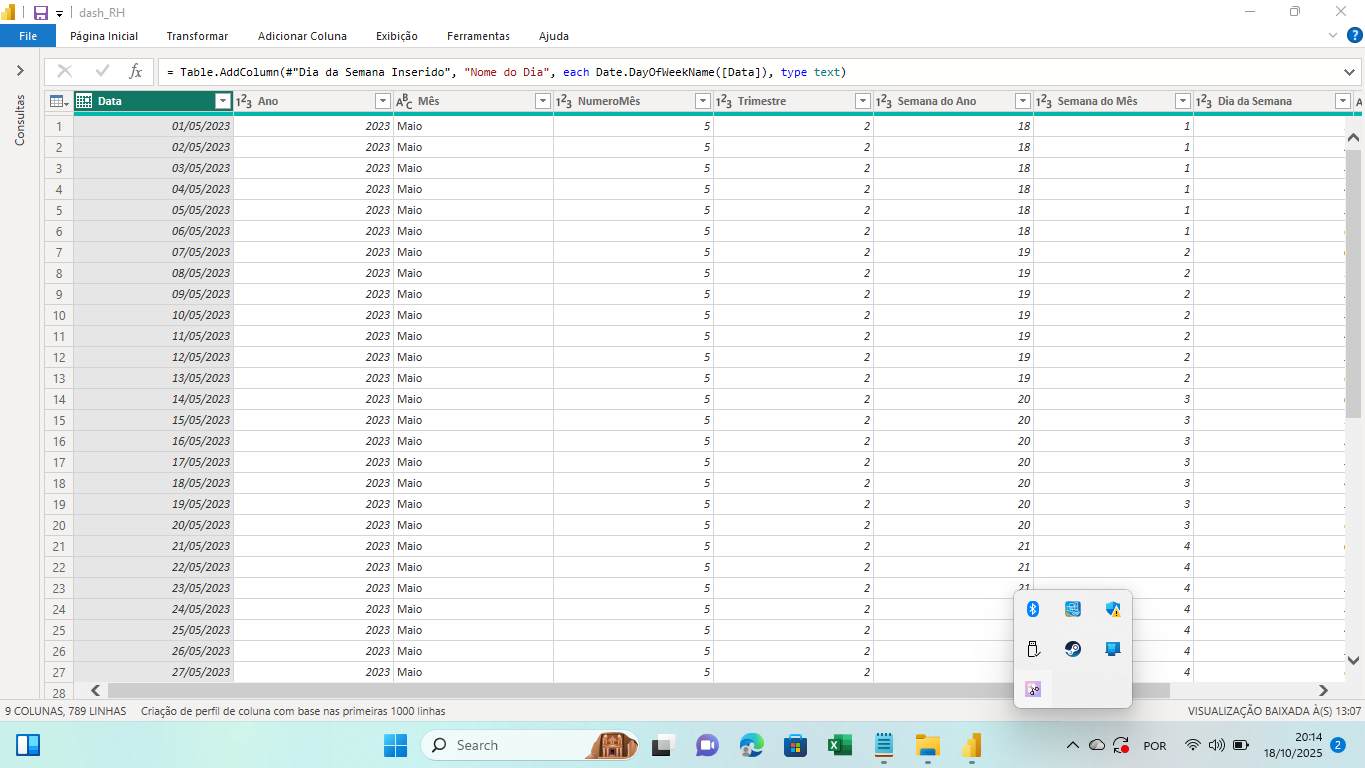 dash_RH
File Página Inicial Transformar Adicionar Coluna Exibição Ferramentas Ajuda
= Table.AddColumn(#"Dia da Semana Inserido", "Nome do Dia", each Date.DayOfWeekName([Data]), type text)
Consultas
Data Ano Mês NumeroMês Trimestre Semana do Ano Semana do Mês Dia da Semana
1 01/05/2023 2023 Maio 5 2 18 1
2 02/05/2023 2023 Maio 5 2 18 1
3 03/05/2023 2023 Maio 5 2 18 1
4 04/05/2023 2023 Maio 5 2 18 1
5 05/05/2023 2023 Maio 5 2 18 1
6 06/05/2023 2023 Maio 5 2 18 1
7 07/05/2023 2023 Maio 5 2 19 2
8 08/05/2023 2023 Maio 5 2 19 2
9 09/05/2023 2023 Maio 5 2 19 2
10 10/05/2023 2023 Maio 5 2 19 2
11 11/05/2023 2023 Maio 5 2 19 2
12 12/05/2023 2023 Maio 5 2 19 2
13 13/05/2023 2023 Maio 5 2 19 2
14 14/05/2023 2023 Maio 5 2 20 3
15 15/05/2023 2023 Maio 5 2 20 3
16 16/05/2023 2023 Maio 5 2 20 3
17 17/05/2023 2023 Maio 5 2 20 3
18 18/05/2023 2023 Maio 5 2 20 3
19 19/05/2023 2023 Maio 5 2 20 3
20 20/05/2023 2023 Maio 5 2 20 3
21 21/05/2023 2023 Maio 5 2 21 4
22 22/05/2023 2023 Maio 5 2 21 4
23 23/05/2023 2023 Maio 5 2 21 4
24 24/05/2023 2023 Maio 5 2 4
25 25/05/2023 2023 Maio 5 2 4
26 26/05/2023 2023 Maio 5 2 4
27 27/05/2023 2023 Maio 5 2 4
28
9 COLUNAS, 789 LINHAS Criação de perfil de coluna com base nas primeiras 1000 linhas VISUALIZAÇÃO BAIXADA À(S) 13:07
Search POR 20:14
18/10/2025 2